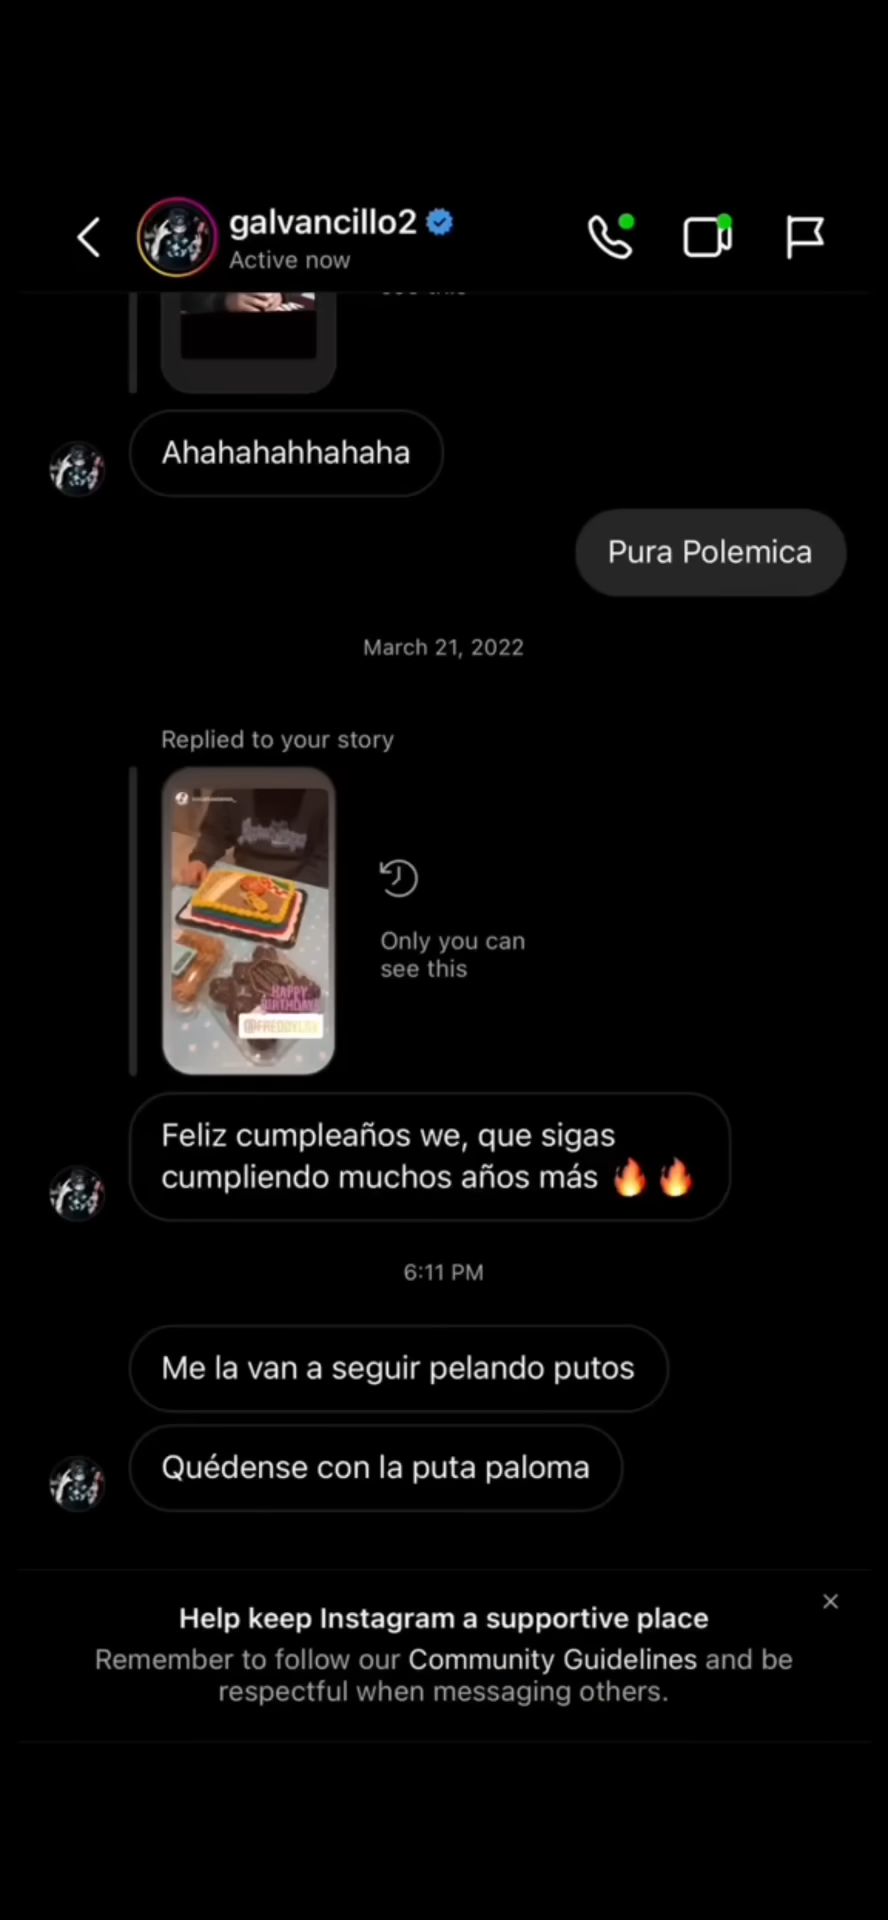 galvancillo2
Active now
Ahahahahhahaha
Pura Polemica
March 21, 2022
Replied to your story
HAPPY
BIRTHDAY
Only you can
see this
Feliz cumpleaños we, que sigas
cumpliendo muchos años más 🔥 🔥
6:11 PM
Me la van a seguir pelando putos
Quédense con la puta paloma
Help keep Instagram a supportive place
Remember to follow our Community Guidelines and be
respectful when messaging others.